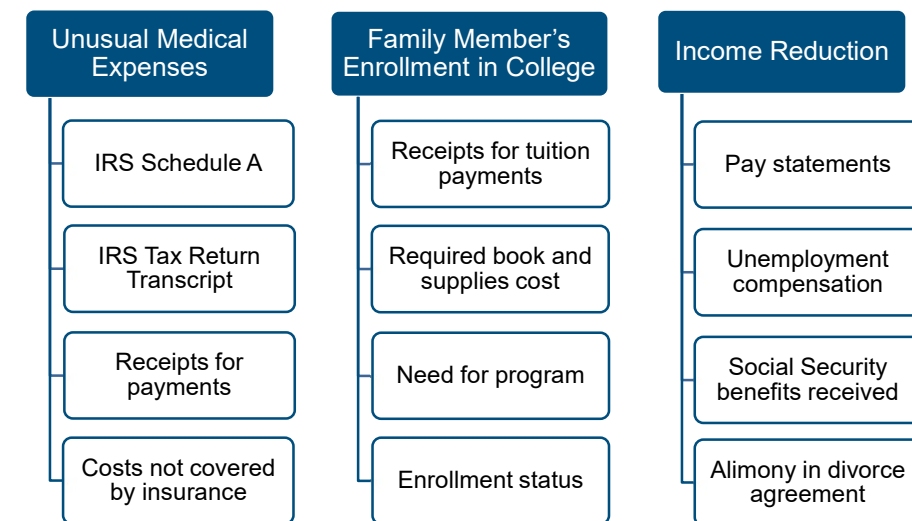 Unusual Medical
Expenses
IRS Schedule A
IRS Tax Return
Transcript
Receipts for
payments
Costs not covered
by insurance
Family Member’s
Enrollment in College
Receipts for tuition
payments
Required book and
supplies cost
Need for program
Enrollment status
Income Reduction
Pay statements
Unemployment
compensation
Social Security
benefits received
Alimony in divorce
agreement